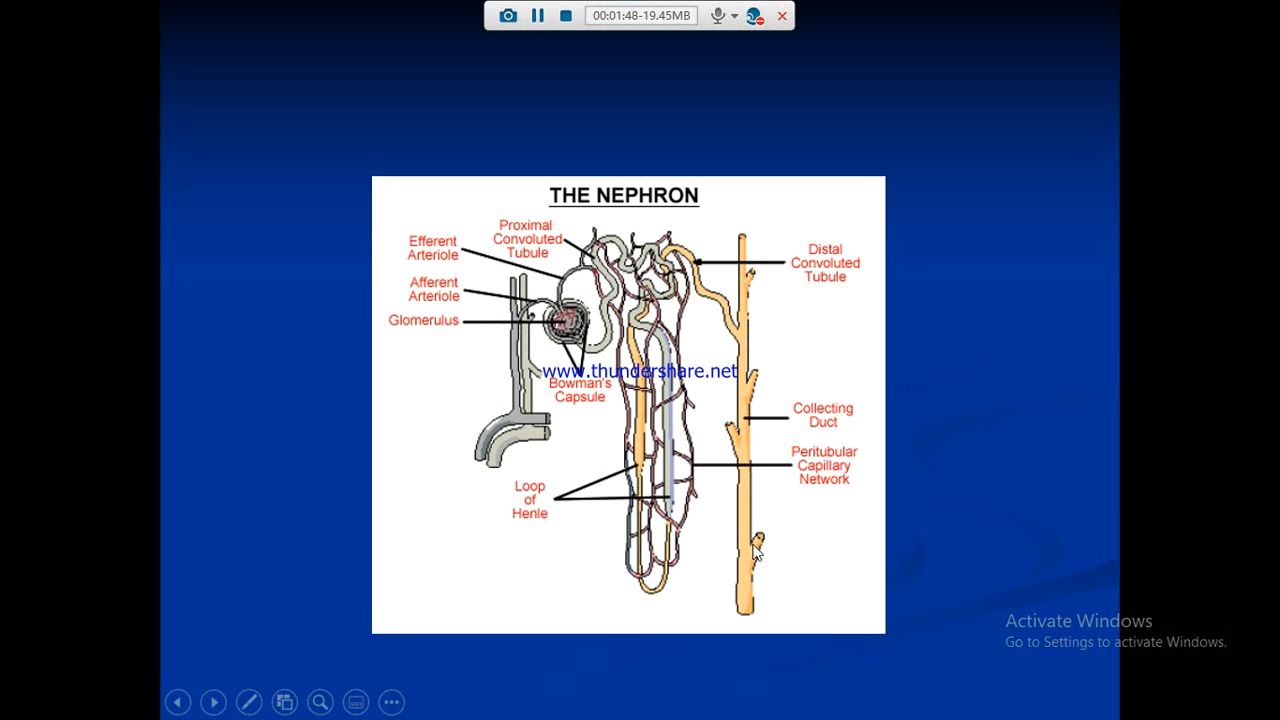 00:01:48-19.45MB
THE NEPHRON
Proximal
Convoluted
Tubule
Efferent
Arteriole
Afferent
Arteriole
Glomerulus
Distal
Convoluted
Tubule
www.thundershare.net
Bowman's
Capsule
Collecting
Duct
Peritubular
Capillary
Network
Loop
of
Henle
Activate Windows
Go to Settings to activate Windows.